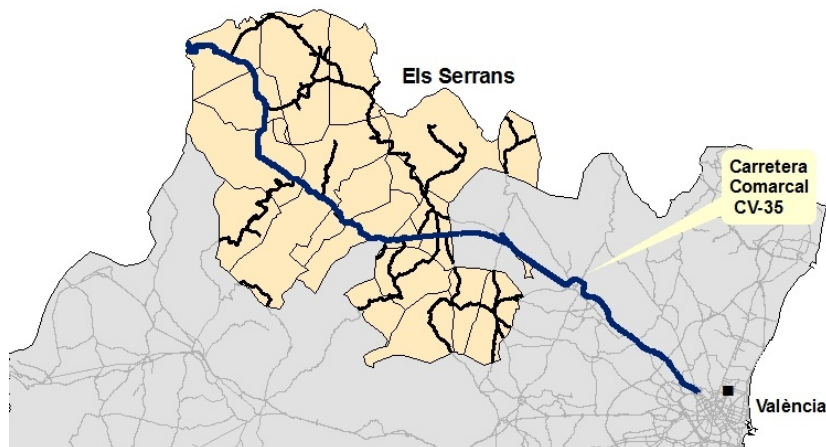 Els Serrans
Carretera
Comarcal
CV-35
València